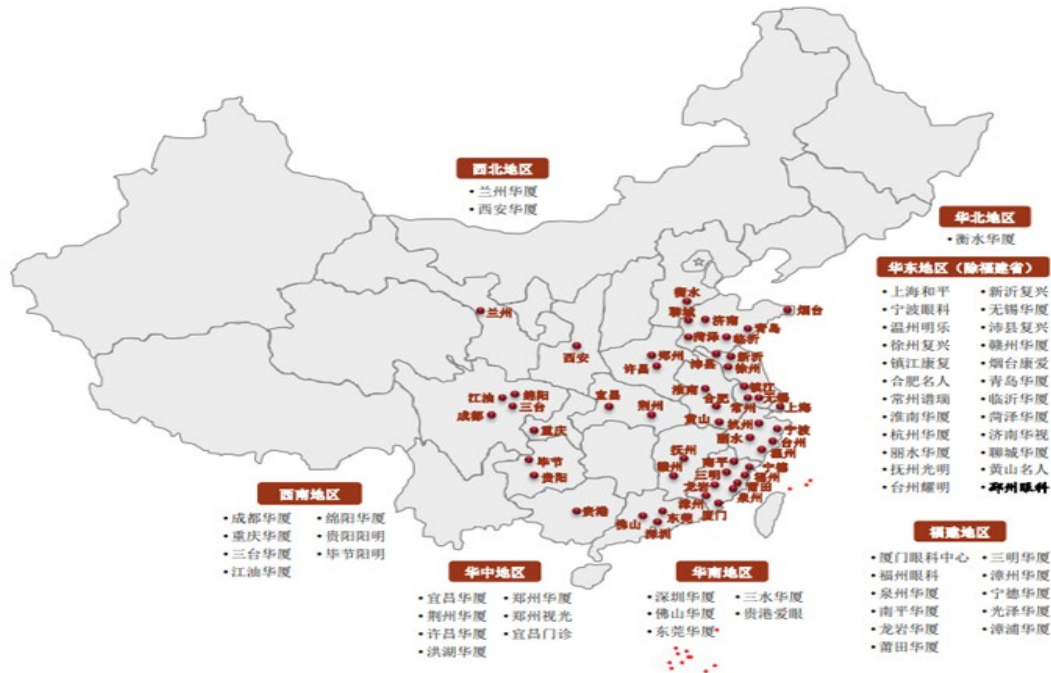 西北地区
•兰州华厦
•西安华厦
华北地区
•衡水华厦
华东地区（除福建省）
•上海和平 •新沂复兴
•宁波眼科 •无锡华厦
•温州明乐 •沛县复兴
•徐州复兴 •赣州华厦
•镇江康复 •烟台康爱
•合肥名人 •青岛华厦
•常州谱瑞 •临沂华厦
•淮南华厦 •菏泽华厦
•杭州华厦 •济南华视
•丽水华厦 •聊城华厦
•抚州光明 •黄山名人
•台州耀明 •邳州眼科
衡水
聊城
济南
烟台
青岛
菏泽
临沂
兰州
西安
郑州
许昌
沛县
新沂
徐州
江油
绵阳
三台
成都
宜昌
荆州
淮南
合肥
镇江
常州
无锡
上海
重庆
黄山
杭州
宁波
丽水
台州
温州
毕节
贵阳
抚州
赣州
南平
三明
宁德
福州
龙岩
莆田
泉州
漳州
厦门
贵港
佛山
东莞
深圳
西南地区
•成都华厦 •绵阳华厦
•重庆华厦 •贵阳阳明
•三台华厦 •毕节阳明
•江油华厦
华中地区
•宜昌华厦 •郑州华厦
•荆州华厦 •郑州视光
•许昌华厦 •宜昌门诊
•洪湖华厦
华南地区
•深圳华厦 •三水华厦
•佛山华厦 •贵港爱眼
•东莞华厦
福建地区
•厦门眼科中心 •三明华厦
•福州眼科 •漳州华厦
•泉州华厦 •宁德华厦
•南平华厦 •光泽华厦
•龙岩华厦 •漳浦华厦
•莆田华厦